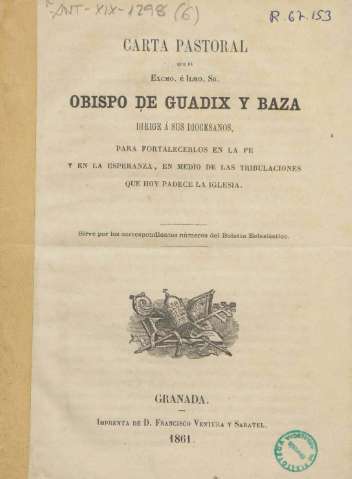 ANT-XIX-1298 (6)
R.67.153
CARTA PASTORAL
QUE EL
EXCMO. É ILMO. SR.
OBISPO DE GUADIX Y BAZA
DIRIGE Á SUS DIOCESANOS,
PARA FORTALECERLOS EN LA FE
Y EN LA ESPERANZA, EN MEDIO DE LAS TRIBULACIONES
QUE HOY PADECE LA IGLESIA.
Sirve por los correspondientes números del Boletin Eclesiástico.
GRANADA.
IMPRENTA DE D. FRANCISCO VENTURA Y SABATEL.
1861.